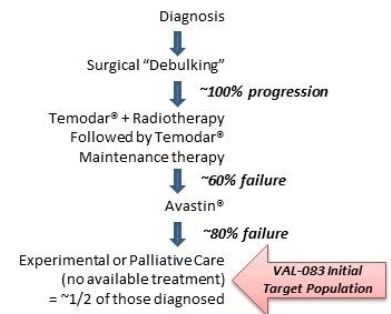 Diagnosis
Surgical “Debulking”
~100% progression
Temodar® + Radiotherapy
Followed by Temodar®
Maintenance therapy
~60% failure
Avastin®
~80% failure
Experimental or Palliative Care
(no available treatment)
= ~1/2 of those diagnosed
VAL-083 Initial
Target Population